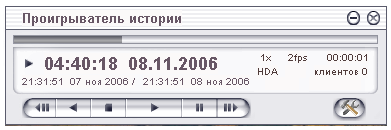 Проигрыватель истории
04:40:18 08.11.2006 1x 2fps 00:00:01
HDA клиентов 0
21:31:51 07 ноя 2006 / 21:31:51 08 ноя 2006